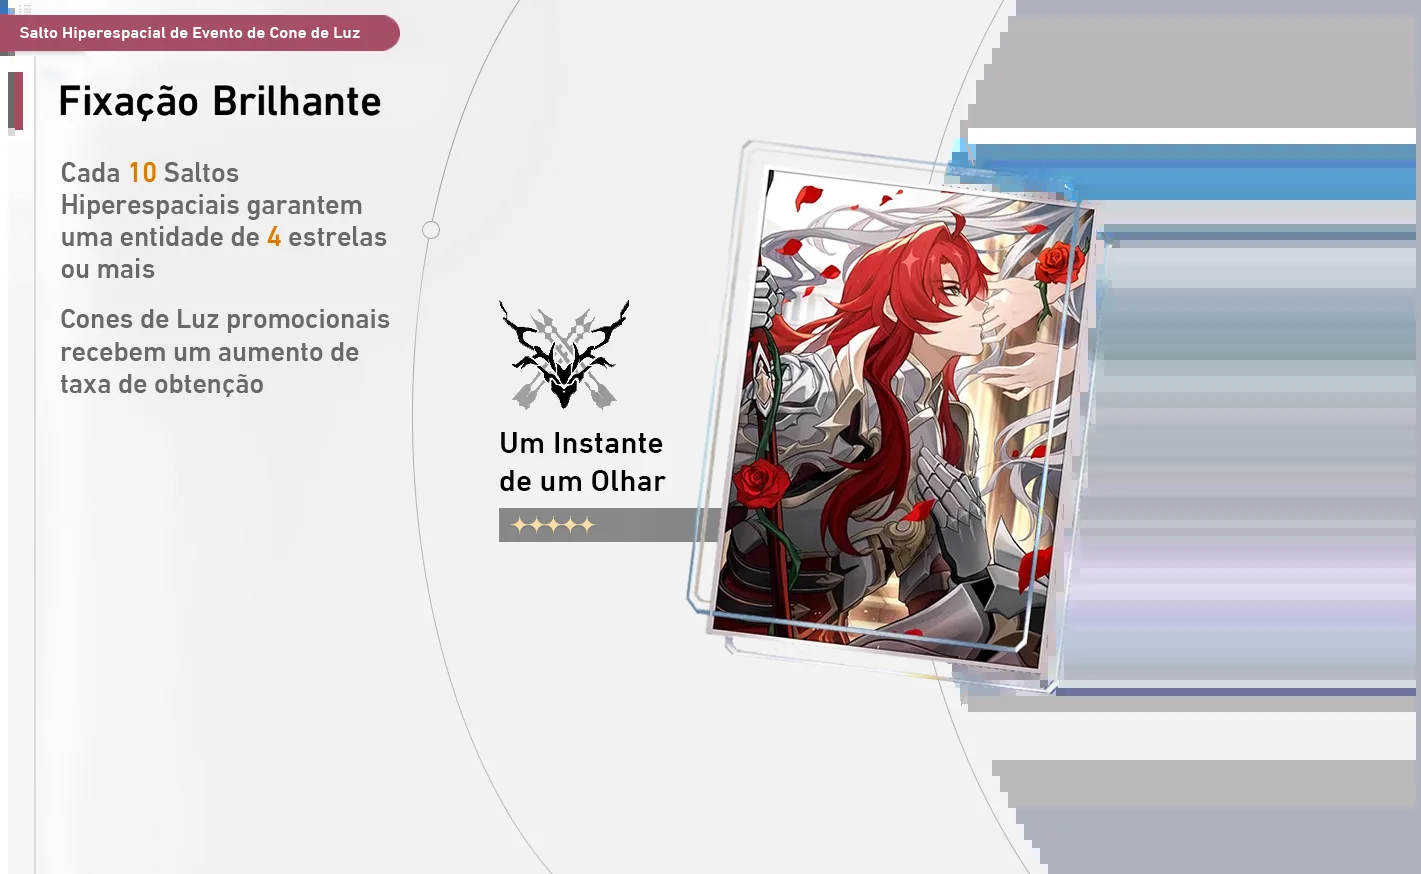 Salto Hiperespacial de Evento de Cone de Luz
Fixação Brilhante
Cada 10 Saltos
Hiperespaciais garantem
uma entidade de 4 estrelas
ou mais
Cones de Luz promocionais
recebem um aumento de
taxa de obtenção
Um Instante
de um Olhar